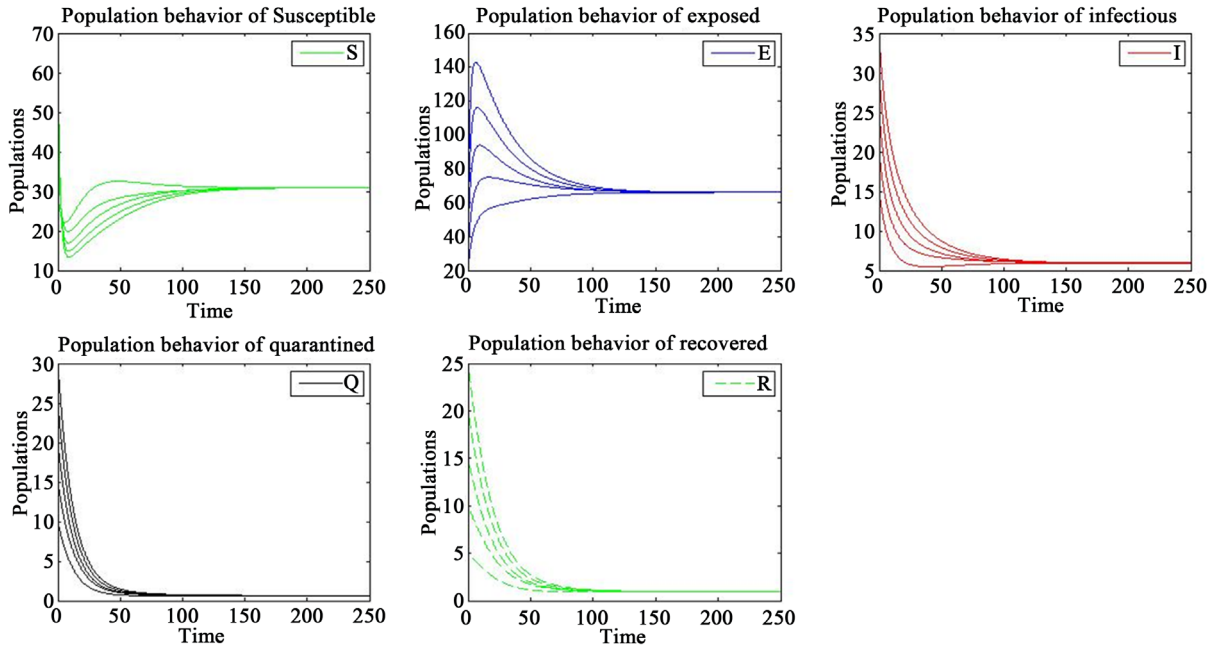 Population behavior of Susceptible
70
60
50
40
30
20
10
0 50 100 150 200 250
Populations
Time
S
Population behavior of exposed
160
140
120
100
80
60
40
20
0 50 100 150 200 250
Populations
Time
E
Population behavior of infectious
35
30
25
20
15
10
5
0 50 100 150 200 250
Populations
Time
I
Population behavior of quarantined
30
25
20
15
10
5
0
0 50 100 150 200 250
Populations
Time
Q
Population behavior of recovered
25
20
15
10
5
0
0 50 100 150 200 250
Populations
Time
R